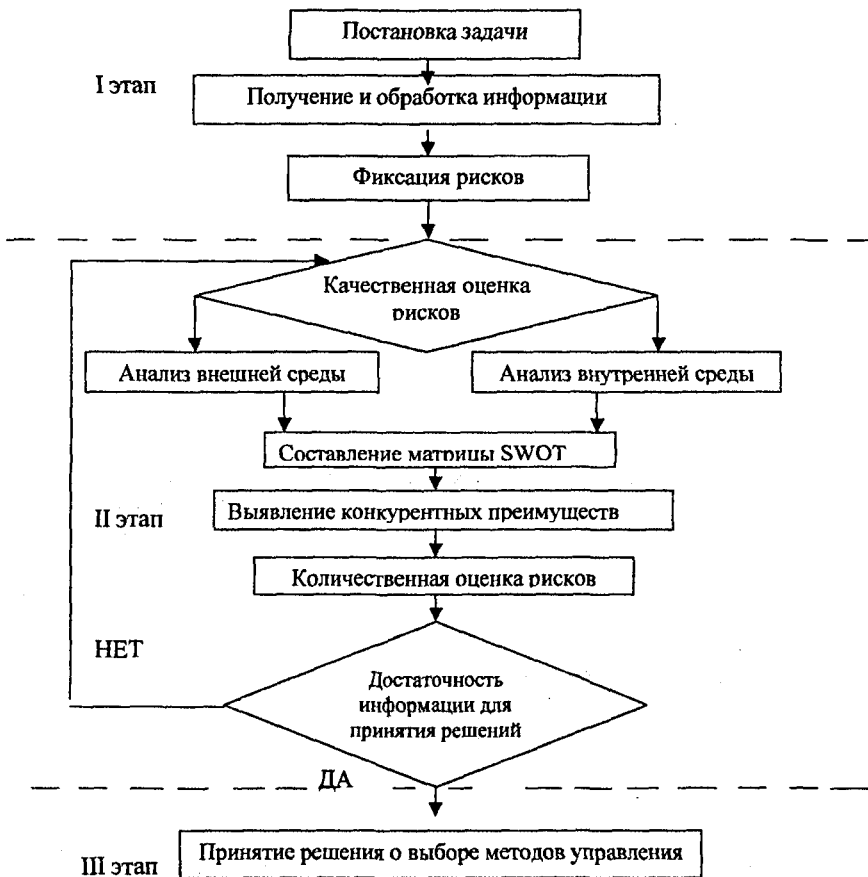 Постановка задачи
I этап
Получение и обработка информации
Фиксация рисков
Качественная оценка
рисков
Анализ внешней среды
Анализ внутренней среды
Составление матрицы SWOT
II этап
Выявление конкурентных преимуществ
Количественная оценка рисков
НЕТ
Достаточность
информации для
принятия решений
ДА
Принятие решения о выборе методов управления
III этап